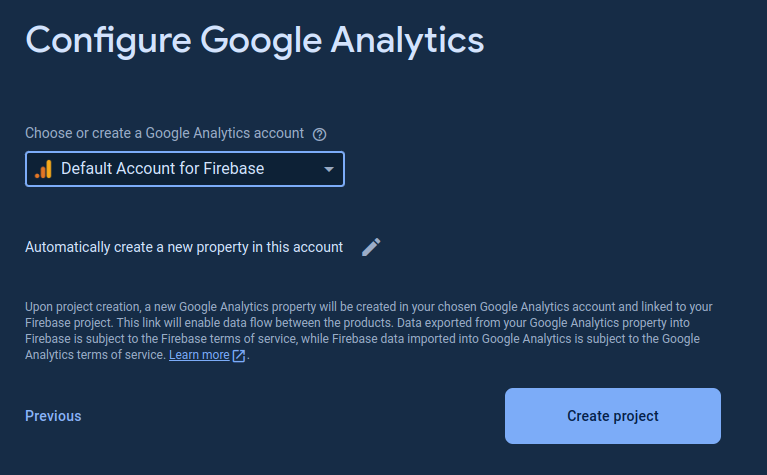 Configure Google Analytics
Choose or create a Google Analytics account
Default Account for Firebase
Automatically create a new property in this account
Upon project creation, a new Google Analytics property will be created in your chosen Google Analytics account and linked to your
Firebase project. This link will enable data flow between the products. Data exported from your Google Analytics property into
Firebase is subject to the Firebase terms of service, while Firebase data imported into Google Analytics is subject to the Google
Analytics terms of service. Learn more.
Previous
Create project